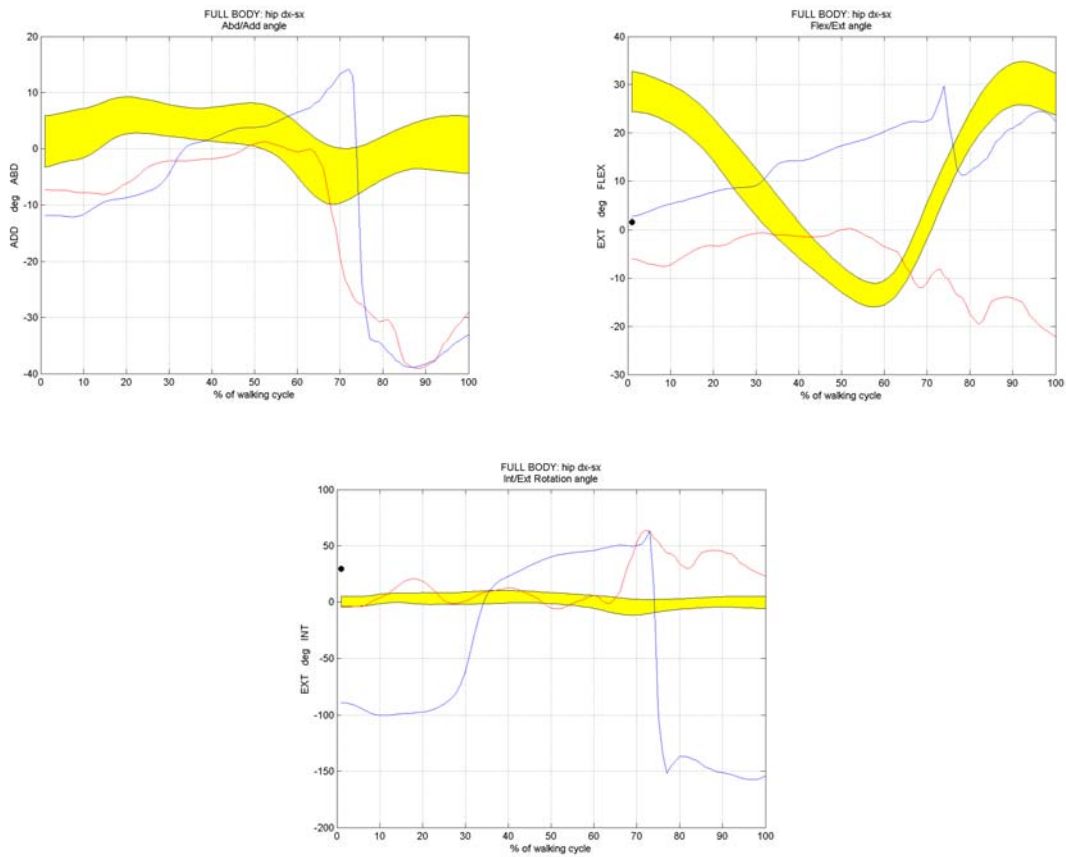 FULL BODY: hip dx-sx
Abd/Add angle
20
10
0
-10
-20
-30
-40
ADD deg ABD
0 10 20 30 40 50 60 70 80 90 100
% of walking cycle
FULL BODY: hip dx-sx
Flex/Ext angle
40
30
20
10
0
-10
-20
-30
EXT deg FLEX
0 10 20 30 40 50 60 70 80 90 100
% of walking cycle
FULL BODY: hip dx-sx
Int/Ext Rotation angle
100
50
0
-50
-100
-150
-200
EXT deg INT
0 10 20 30 40 50 60 70 80 90 100
% of walking cycle